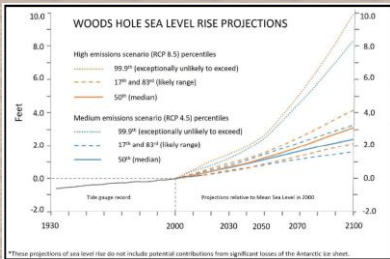 WOODS HOLE SEA LEVEL RISE PROJECTIONS
High emissions scenario (RCP 8.5) percentiles
99.9th (exceptionally unlikely to exceed)
17th and 83rd (likely range)
50th (median)
Medium emissions scenario (RCP 4.5) percentiles
99.9th (exceptionally unlikely to exceed)
17th and 83rd (likely range)
50th (median)
Feet
10.0
8.0
6.0
4.0
2.0
0.0
-2.0
10.0
8.0
6.0
4.0
2.0
0.0
-2.0
Tide gauge record
Projections relative to Mean Sea Level in 2000
1930
2000
2030
2050
2070
2100
*These projections of sea level rise do not include potential contributions from significant losses of the Antarctic ice sheet.